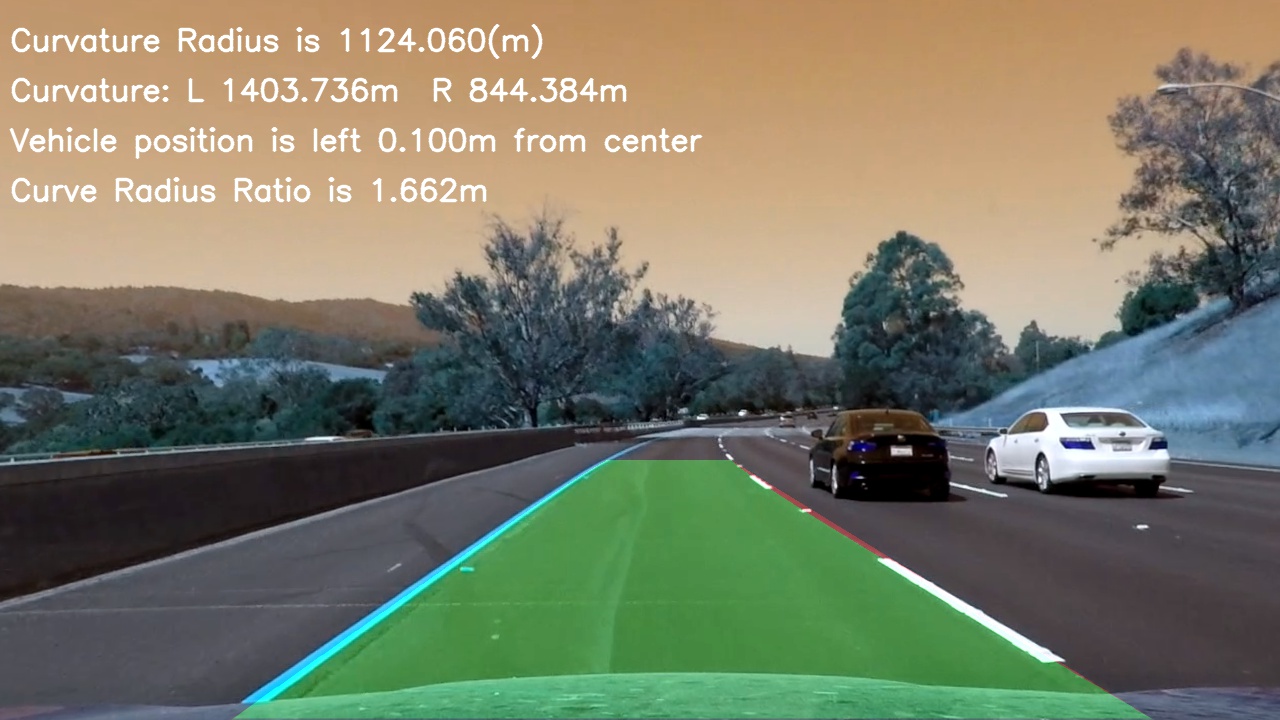 Curvature Radius is 1124.060(m)
Curvature: L 1403.736m R 844.384m
Vehicle position is left 0.100m from center
Curve Radius Ratio is 1.662m